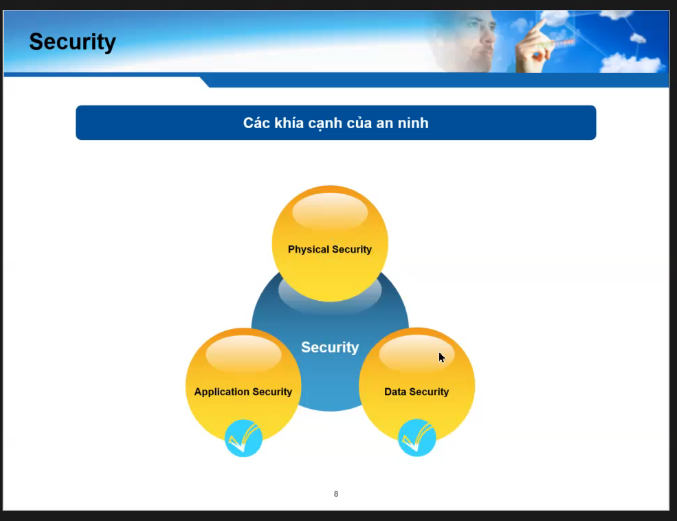 Security
Các khía cạnh của an ninh
Physical Security
Security
Application Security
Data Security
8